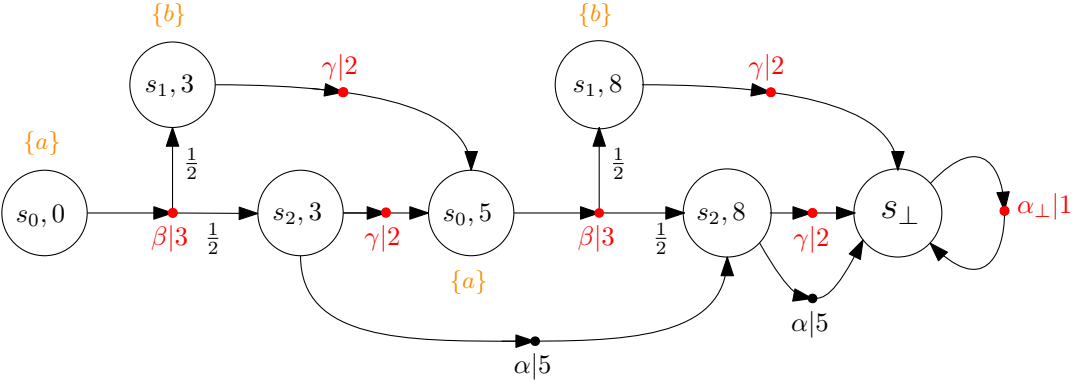 {b}
{b}
γ|2
γ|2
s₁, 3
s₁, 8
{a}
1/2
1/2
s₀, 0
s₂, 3
s₀, 5
s₂, 8
s⊥
α⊥|1
β|3
1/2
γ|2
β|3
1/2
γ|2
{a}
α|5
α|5